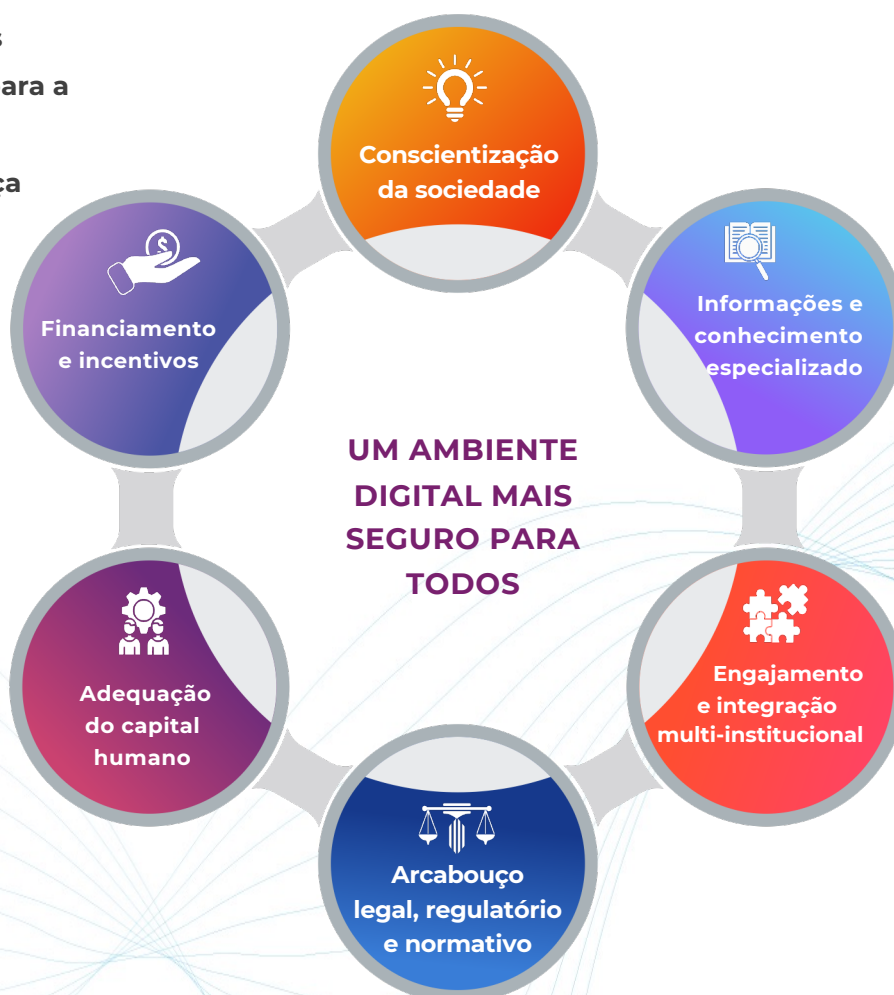 Conscientização
da sociedade
Informações e
conhecimento
especializado
Engajamento
e integração
multi-institucional
Arcabouço
legal, regulatório
e normativo
Adequação
do capital
humano
Financiamento
e incentivos
UM AMBIENTE
DIGITAL MAIS
SEGURO PARA
TODOS